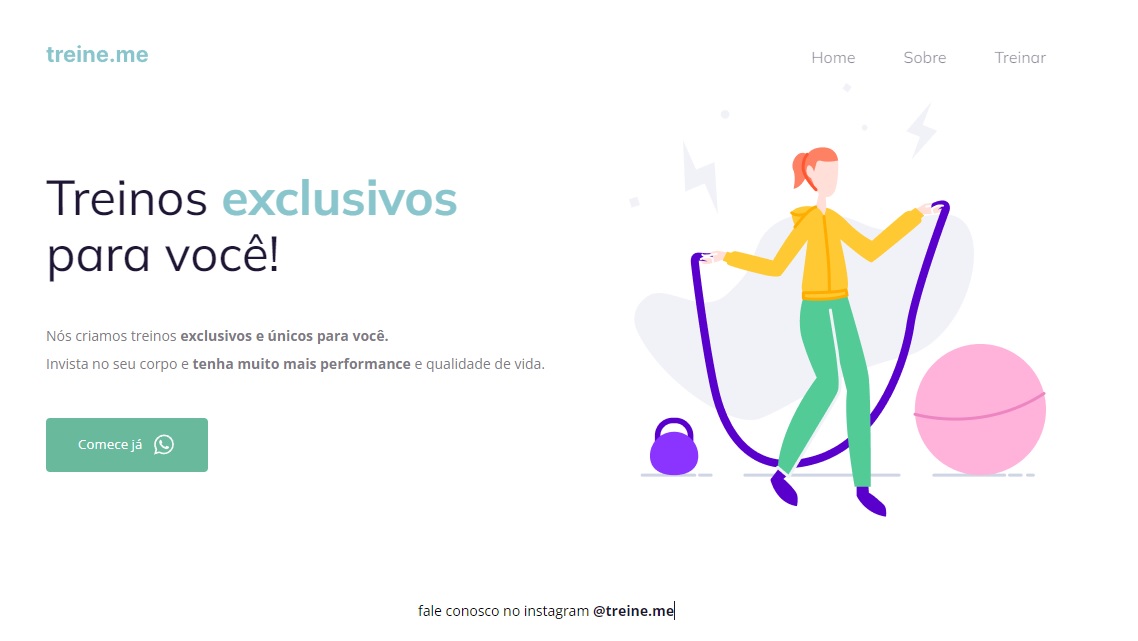 treine.me
Home Sobre Treinar
Treinos exclusivos
para você!
Nós criamos treinos exclusivos e únicos para você.
Invista no seu corpo e tenha muito mais performance e qualidade de vida.
Comece já
fale conosco no instagram @treine.me